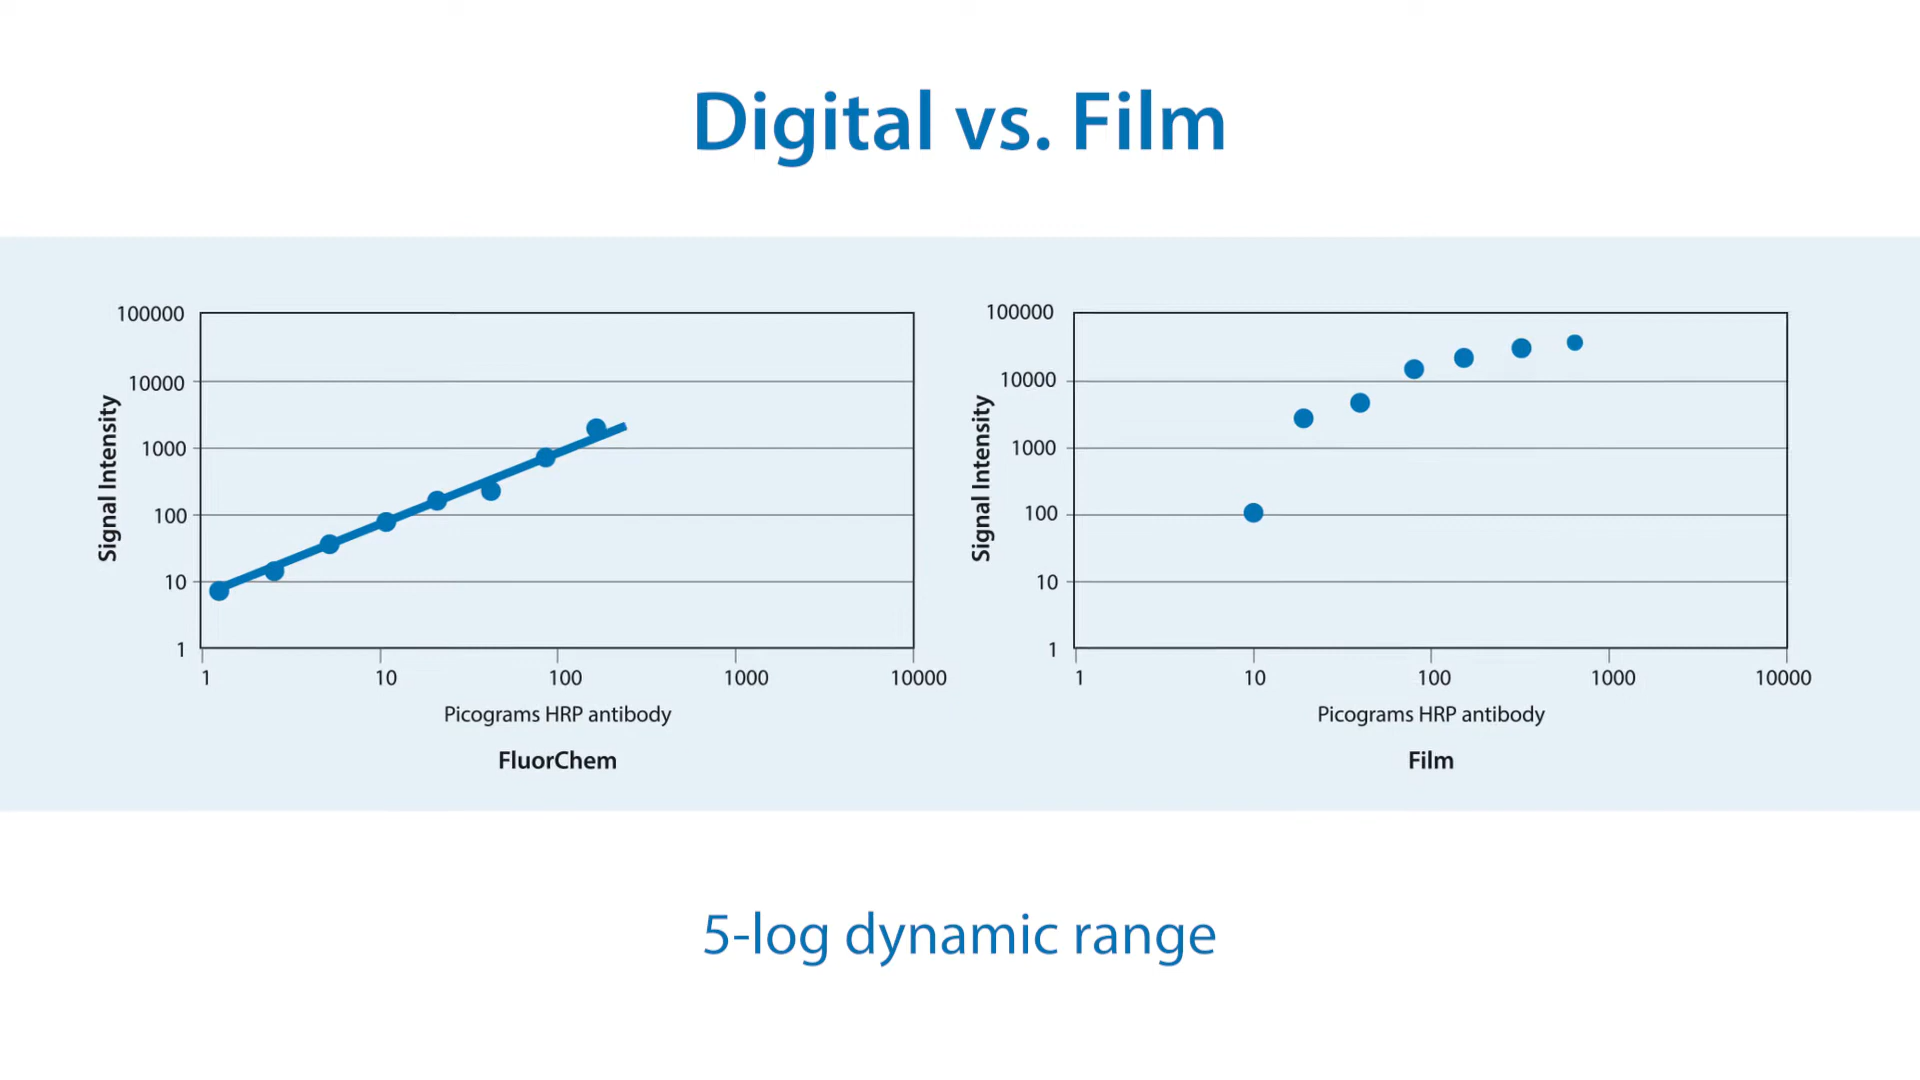 Digital vs. Film
Signal Intensity
100000
10000
1000
100
10
1
1 10 100 1000 10000
Picograms HRP antibody
FluorChem
Signal Intensity
100000
10000
1000
100
10
1
1 10 100 1000 10000
Picograms HRP antibody
Film
5-log dynamic range